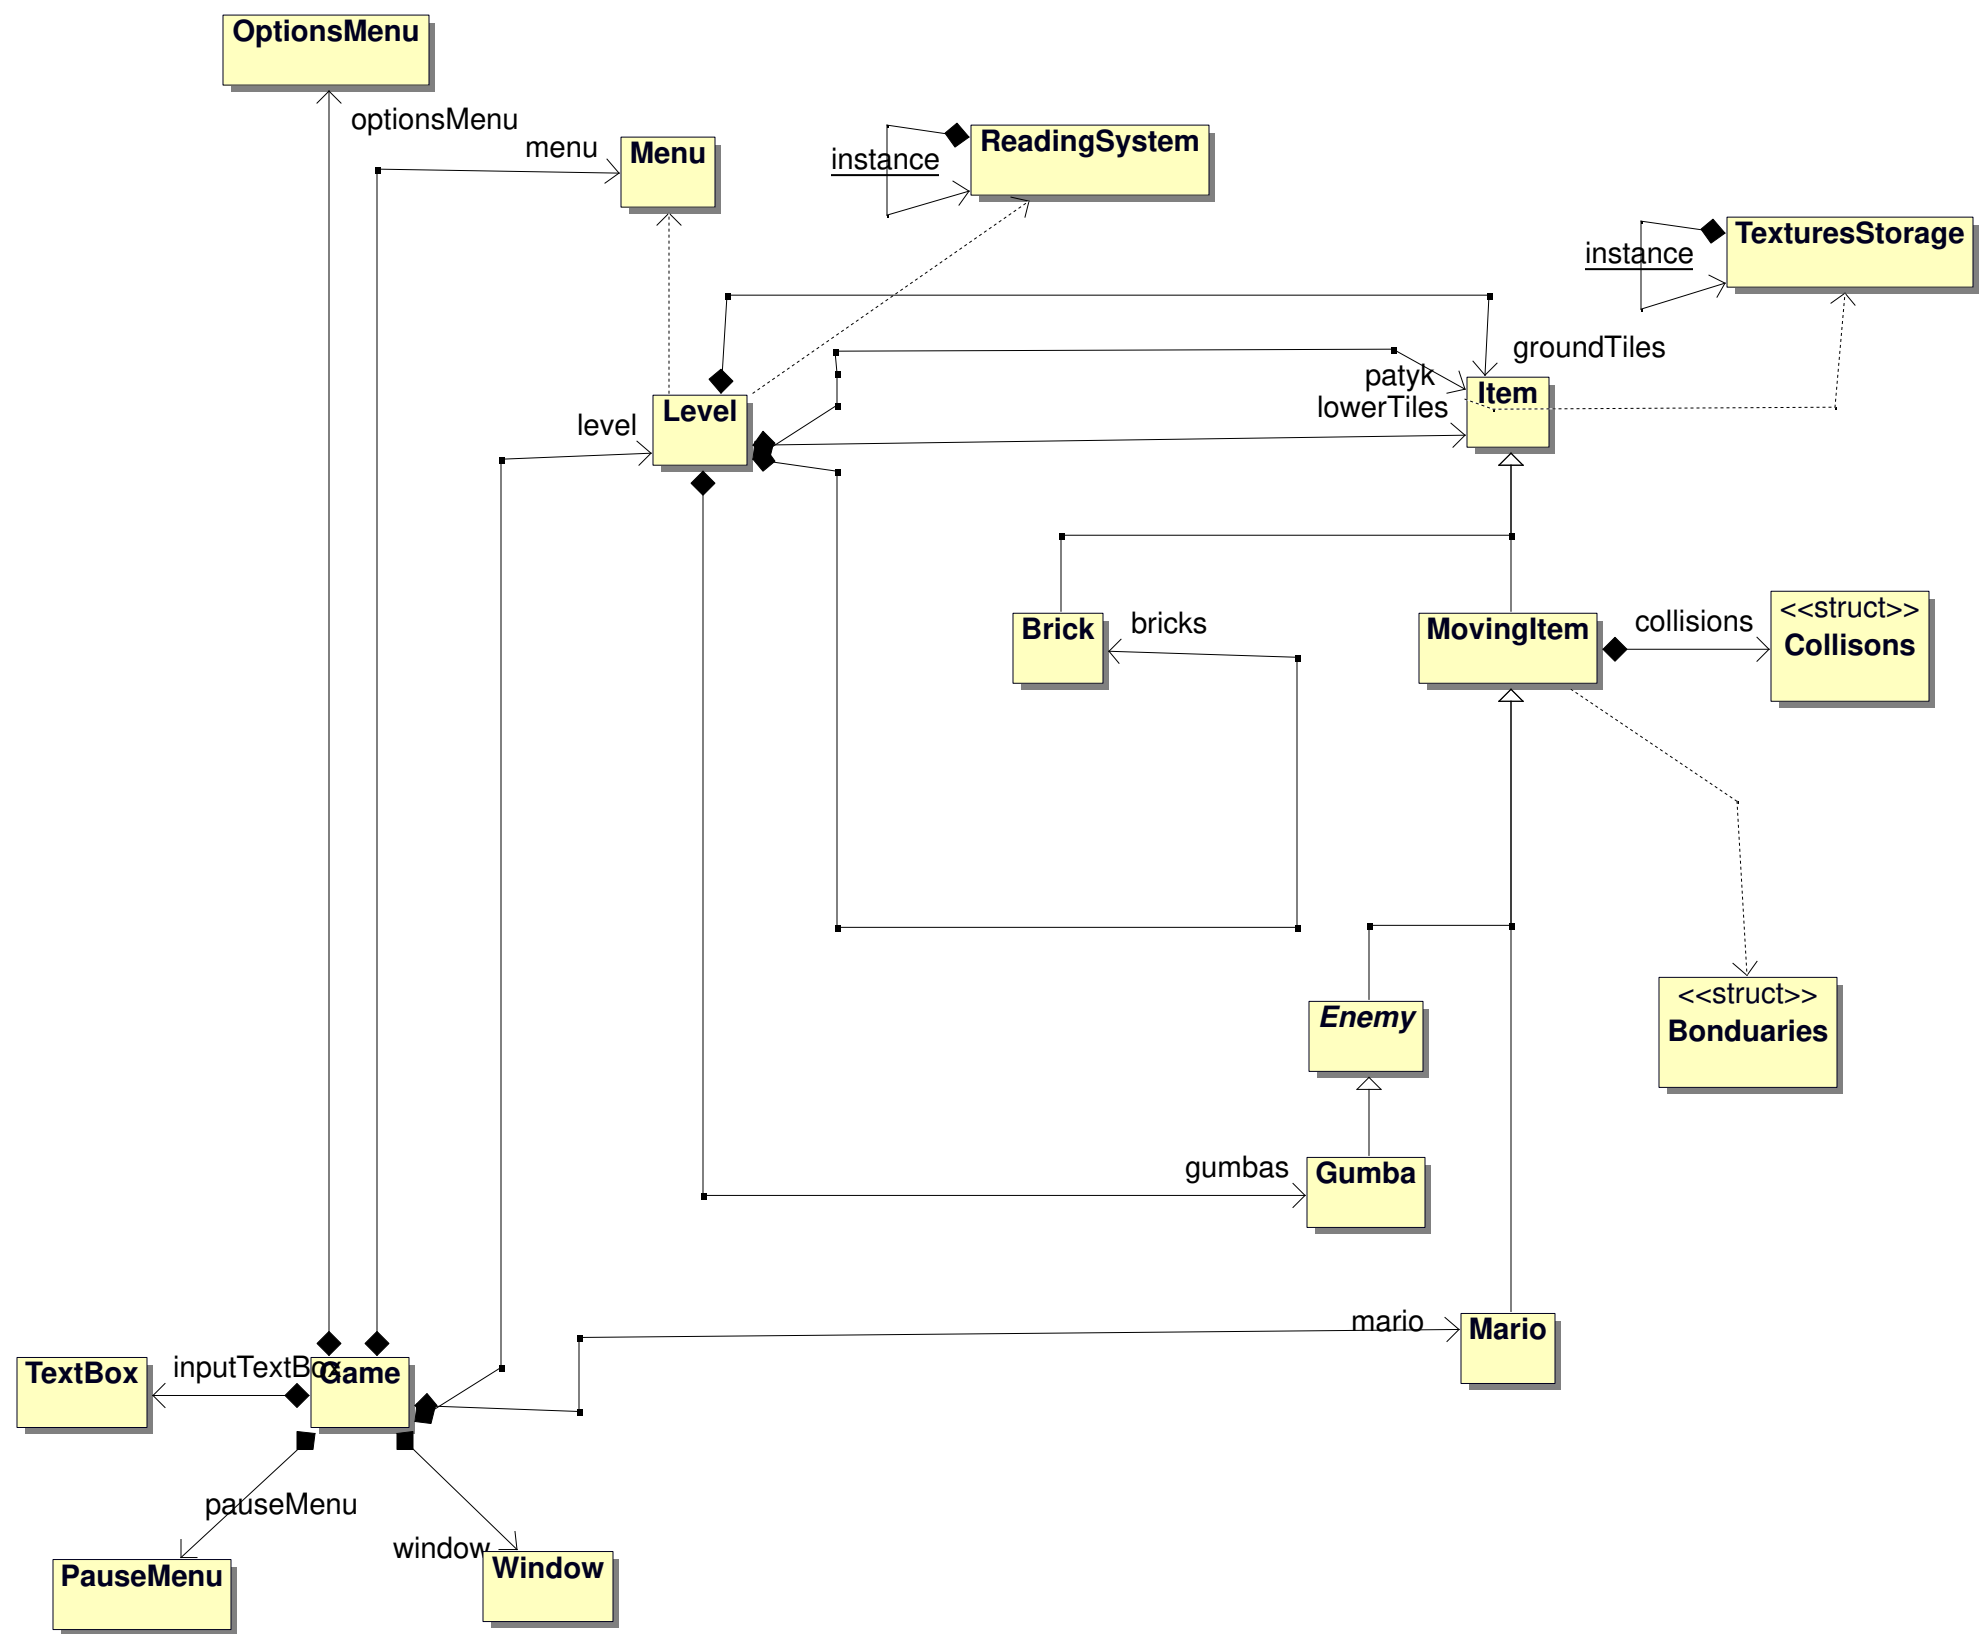 OptionsMenu
optionsMenu
menu
Menu
ReadingSystem
instance
TexturesStorage
instance
groundTiles
patyk
Item
lowerTiles
Level
level
Brick
bricks
MovingItem
collisions
<<struct>>
Collisons
Enemy
<<struct>>
Bonduaries
gumbas
Gumba
mario
Mario
TextBox
inputTextBox
Game
pauseMenu
window
PauseMenu
Window